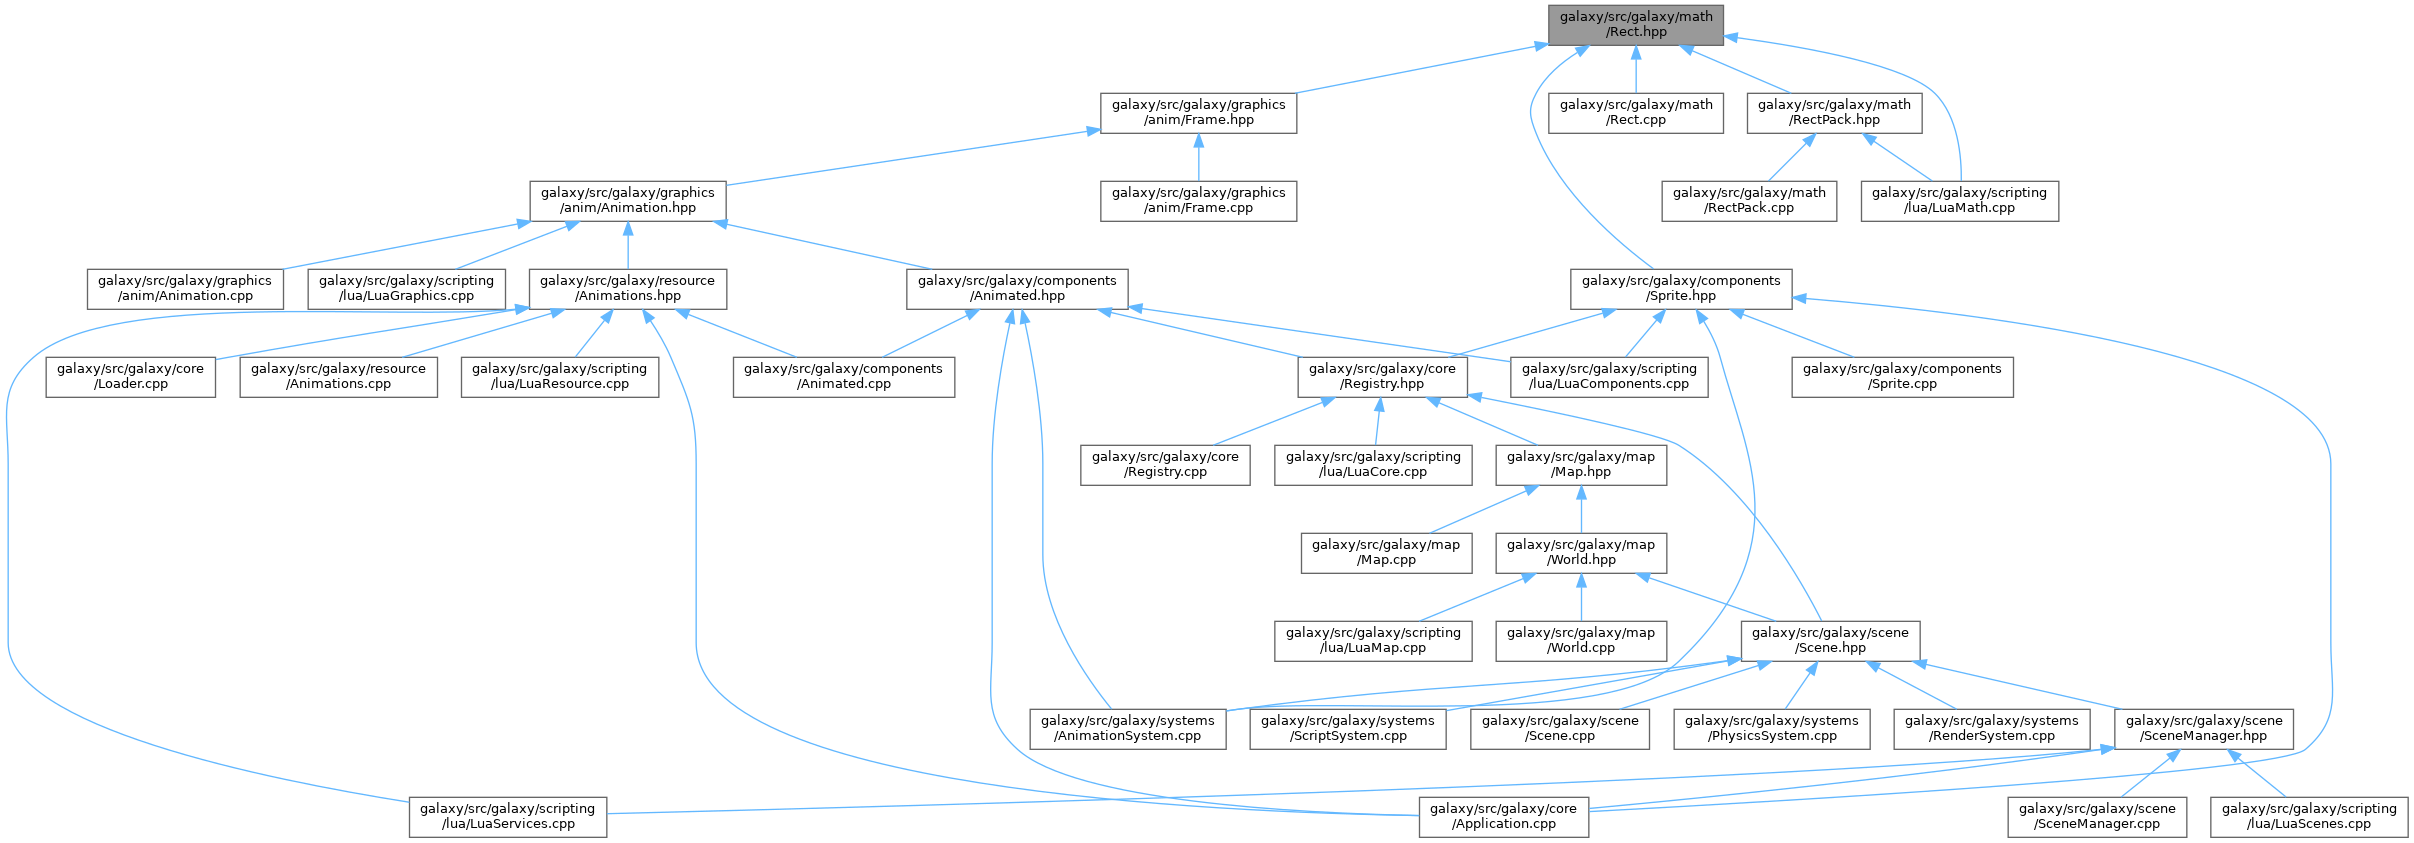 galaxy/src/galaxy/math
/Rect.hpp
galaxy/src/galaxy/graphics
/anim/Frame.hpp
galaxy/src/galaxy/math
/Rect.cpp
galaxy/src/galaxy/math
/RectPack.hpp
galaxy/src/galaxy/graphics
/anim/Animation.hpp
galaxy/src/galaxy/graphics
/anim/Frame.cpp
galaxy/src/galaxy/math
/RectPack.cpp
galaxy/src/galaxy/scripting
/lua/LuaMath.cpp
galaxy/src/galaxy/graphics
/anim/Animation.cpp
galaxy/src/galaxy/scripting
/lua/LuaGraphics.cpp
galaxy/src/galaxy/resource
/Animations.hpp
galaxy/src/galaxy/components
/Animated.hpp
galaxy/src/galaxy/components
/Sprite.hpp
galaxy/src/galaxy/core
/Loader.cpp
galaxy/src/galaxy/resource
/Animations.cpp
galaxy/src/galaxy/scripting
/lua/LuaResource.cpp
galaxy/src/galaxy/components
/Animated.cpp
galaxy/src/galaxy/core
/Registry.hpp
galaxy/src/galaxy/scripting
/lua/LuaComponents.cpp
galaxy/src/galaxy/components
/Sprite.cpp
galaxy/src/galaxy/core
/Registry.cpp
galaxy/src/galaxy/scripting
/lua/LuaCore.cpp
galaxy/src/galaxy/map
/Map.hpp
galaxy/src/galaxy/map
/Map.cpp
galaxy/src/galaxy/map
/World.hpp
galaxy/src/galaxy/scripting
/lua/LuaMap.cpp
galaxy/src/galaxy/map
/World.cpp
galaxy/src/galaxy/scene
/Scene.hpp
galaxy/src/galaxy/systems
/AnimationSystem.cpp
galaxy/src/galaxy/systems
/ScriptSystem.cpp
galaxy/src/galaxy/scene
/Scene.cpp
galaxy/src/galaxy/systems
/PhysicsSystem.cpp
galaxy/src/galaxy/systems
/RenderSystem.cpp
galaxy/src/galaxy/scene
/SceneManager.hpp
galaxy/src/galaxy/scripting
/lua/LuaServices.cpp
galaxy/src/galaxy/core
/Application.cpp
galaxy/src/galaxy/scene
/SceneManager.cpp
galaxy/src/galaxy/scripting
/lua/LuaScenes.cpp